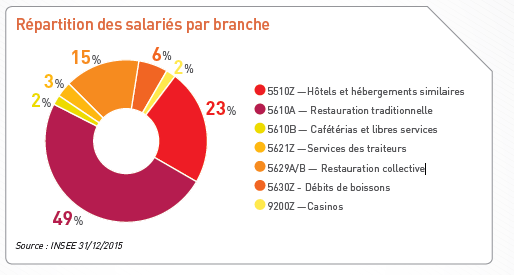 Répartition des salariés par branche
15%
6%
2%
3%
2%
23%
49%
5510Z —Hôtels et hébergements similaires
5610A — Restauration traditionnelle
5610B — Cafétérias et libres services
5621Z —Services des traiteurs
5629A/B — Restauration collective
5630Z - Débits de boissons
9200Z —Casinos
Source : INSEE 31/12/2015